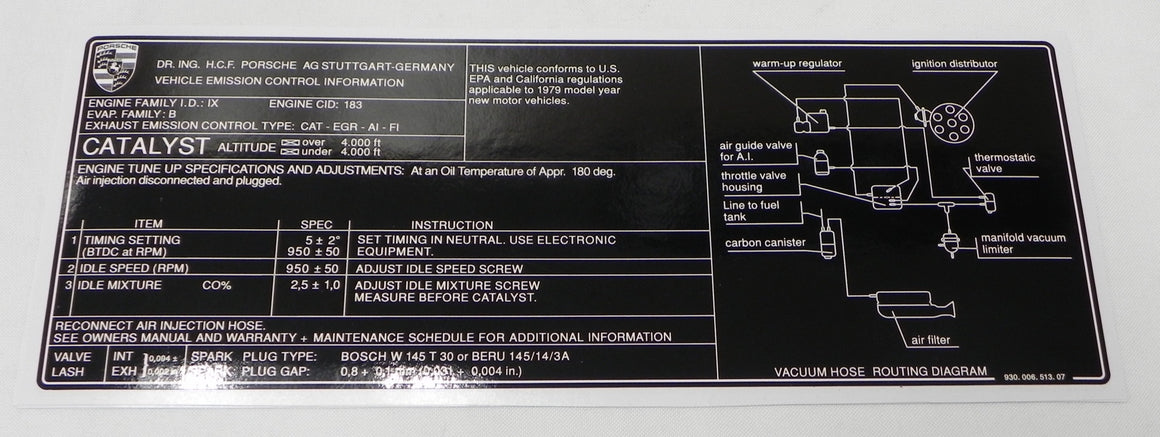 PORSCHE
DR. ING. H.C.F. PORSCHE AG STUTTGART-GERMANY
VEHICLE EMISSION CONTROL INFORMATION
ENGINE FAMILY I.D.: IX ENGINE CID: 183
EVAP. FAMILY: B
EXHAUST EMISSION CONTROL TYPE: CAT - EGR - AI - FI
CATALYST ALTITUDE over 4.000 ft
under 4.000 ft
THIS vehicle conforms to U.S.
EPA and California regulations
applicable to 1979 model year
new motor vehicles.
ENGINE TUNE UP SPECIFICATIONS AND ADJUSTMENTS: At an Oil Temperature of Appr. 180 deg.
Air injection disconnected and plugged.
ITEM SPEC INSTRUCTION
1 TIMING SETTING 5 ± 2° SET TIMING IN NEUTRAL. USE ELECTRONIC
(BTDC at RPM) 950 ± 50 EQUIPMENT.
2 IDLE SPEED (RPM) 950 ± 50 ADJUST IDLE SPEED SCREW
3 IDLE MIXTURE CO% 2,5 ± 1,0 ADJUST IDLE MIXTURE SCREW
MEASURE BEFORE CATALYST.
RECONNECT AIR INJECTION HOSE.
SEE OWNERS MANUAL AND WARRANTY + MAINTENANCE SCHEDULE FOR ADDITIONAL INFORMATION
VALVE INT 0,004 ± SPARK PLUG TYPE: BOSCH W 145 T 30 or BERU 145/14/3A
LASH EXH SPARK PLUG GAP: 0,8 + 0,1 mm (0.031 + 0,004 in.)
warm-up regulator
ignition distributor
air guide valve
for A.I.
thermostatic
valve
throttle valve
housing
Line to fuel
tank
carbon canister
manifold vacuum
limiter
air filter
VACUUM HOSE ROUTING DIAGRAM 930. 006. 513. 07